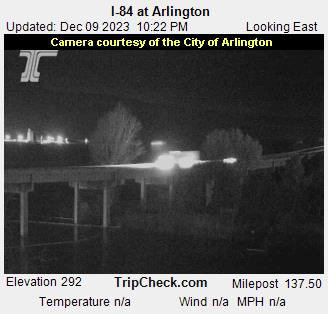 I-84 at Arlington
Updated: Dec 09 2023 10:22 PM Looking East
Camera courtesy of the City of Arlington
Elevation 292 TripCheck.com Milepost 137.50
Temperature n/a Wind n/a MPH n/a